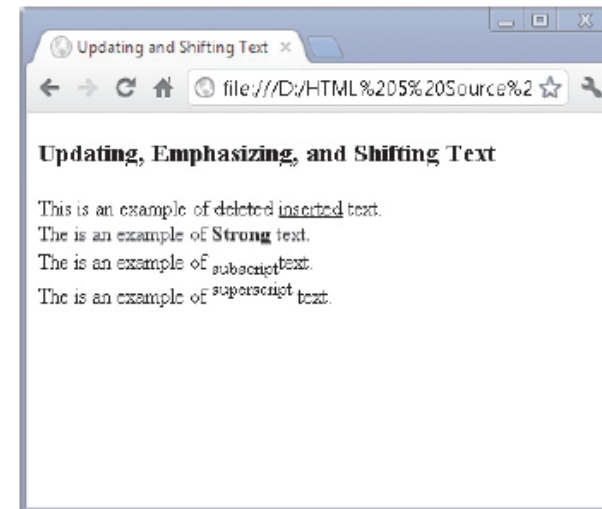 Updating and Shifting Text ×
file:///D:/HTML%205%20Source%2
Updating, Emphasizing, and Shifting Text
This is an example of deleted inserted text.
The is an example of Strong text.
The is an example of subscripttext.
The is an example of superscript text.